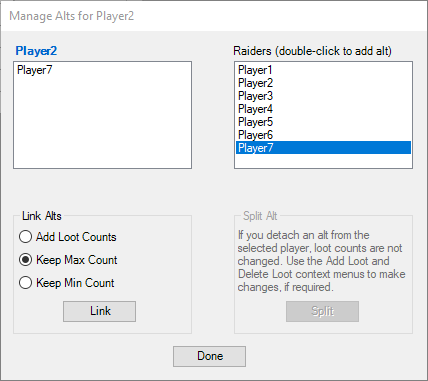 Manage Alts for Player2
Player2
Player7
Raiders (double-click to add alt)
Player1
Player2
Player3
Player4
Player5
Player6
Player7
Link Alts
Add Loot Counts
Keep Max Count
Keep Min Count
Link
Split Alt
If you detach an alt from the
selected player, loot counts are not
changed. Use the Add Loot and
Delete Loot context menus to make
changes, if required.
Split
Done